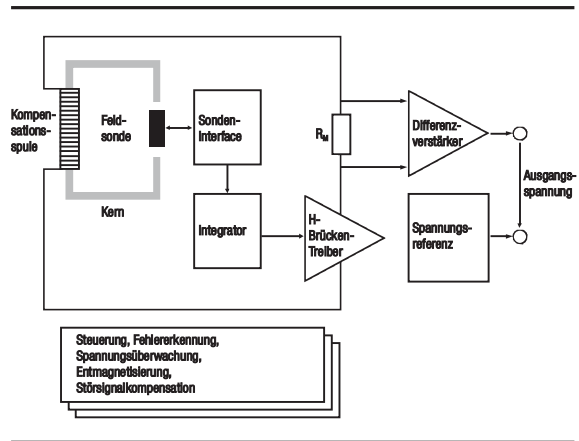 Kompen-
sations-
spule
Feld-
sonde
Kern
Sonden-
Interface
Integrator
H-
Brücken-
Treiber
RM
Differenz-
verstärker
Spannungs-
referenz
Ausgangs-
spannung
Steuerung, Fehlererkennung,
Spannungsüberwachung,
Entmagnetisierung,
Störsignalkompensation